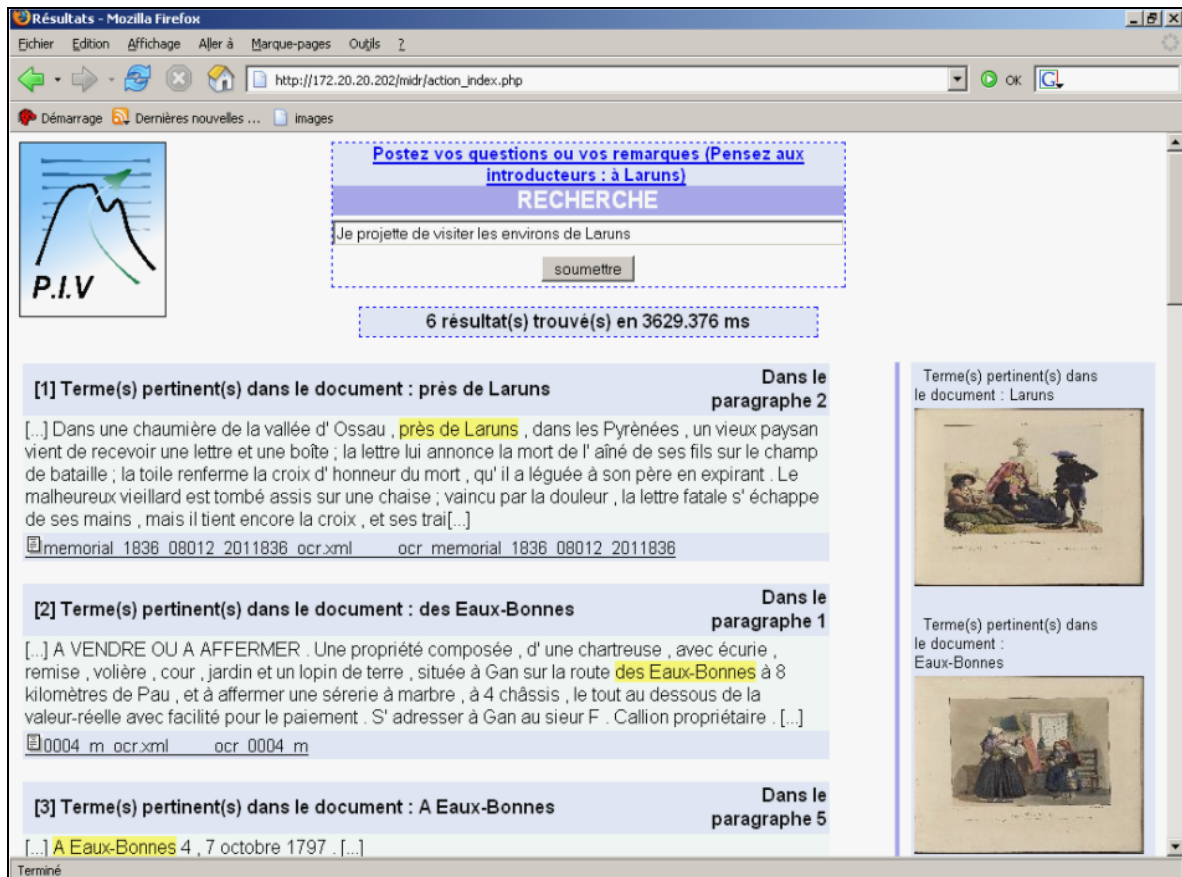 Résultats - Mozilla Firefox
Fichier Edition Affichage Aller à Marque-pages Outils ?
http://172.20.20.202/midr/action_index.php OK G
Démarrage Dernières nouvelles ... images
P.I.V
Postez vos questions ou vos remarques (Pensez aux
introducteurs : à Laruns)
RECHERCHE
Je projette de visiter les environs de Laruns
soumettre
6 résultat(s) trouvé(s) en 3629.376 ms
[1] Terme(s) pertinent(s) dans le document : près de Laruns
Dans le
paragraphe 2
[...] Dans une chaumière de la vallée d' Ossau , près de Laruns , dans les Pyrènées , un vieux paysan
vient de recevoir une lettre et une boîte ; la lettre lui annonce la mort de l' aîné de ses fils sur le champ
de bataille ; la toile renferme la croix d' honneur du mort , qu' il a léguée à son père en expirant . Le
malheureux vieillard est tombé assis sur une chaise ; vaincu par la douleur , la lettre fatale s' échappe
de ses mains , mais il tient encore la croix , et ses trai[...]
memorial_1836_08012_2011836_ocr.xml ocr_memorial_1836_08012_2011836
[2] Terme(s) pertinent(s) dans le document : des Eaux-Bonnes
Dans le
paragraphe 1
[...] A VENDRE OU A AFFERMER . Une propriété composée , d' une chartreuse , avec écurie ,
remise , volière , cour , jardin et un lopin de terre , située à Gan sur la route des Eaux-Bonnes à 8
kilomètres de Pau , et à affermer une sérerie à marbre , à 4 châssis , le tout au dessous de la
valeur-réelle avec facilité pour le paiement . S' adresser à Gan au sieur F . Callion propriétaire . [...]
0004_m_ocr.xml ocr_0004_m
[3] Terme(s) pertinent(s) dans le document : A Eaux-Bonnes
Dans le
paragraphe 5
[...] A Eaux-Bonnes 4 , 7 octobre 1797 . [...]
Terme(s) pertinent(s) dans
le document : Laruns
Terme(s) pertinent(s) dans
le document :
Eaux-Bonnes
Terminé